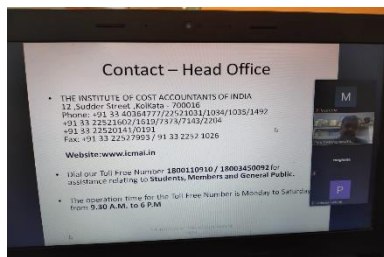 Contact – Head Office
• THE INSTITUTE OF COST ACCOUNTANTS OF INDIA
12 ,Sudder Street ,Kolkata - 700016
Phone: +91 33 40364777/22521031/1034/1035/1492
+91 33 22521602/1619/7373/7143/2204
+91 33 22520141/0191
Fax: +91 33 22527993 / 91 33 2252 1026
Website:www.icmai.in
• Dial our Toll Free Number 1800110910 / 18003450092 for
assistance relating to Students, Members and General Public.
• The operation time for the Toll Free Number is Monday to Saturday
from 9.30 A.M. to 6 P.M
M
P